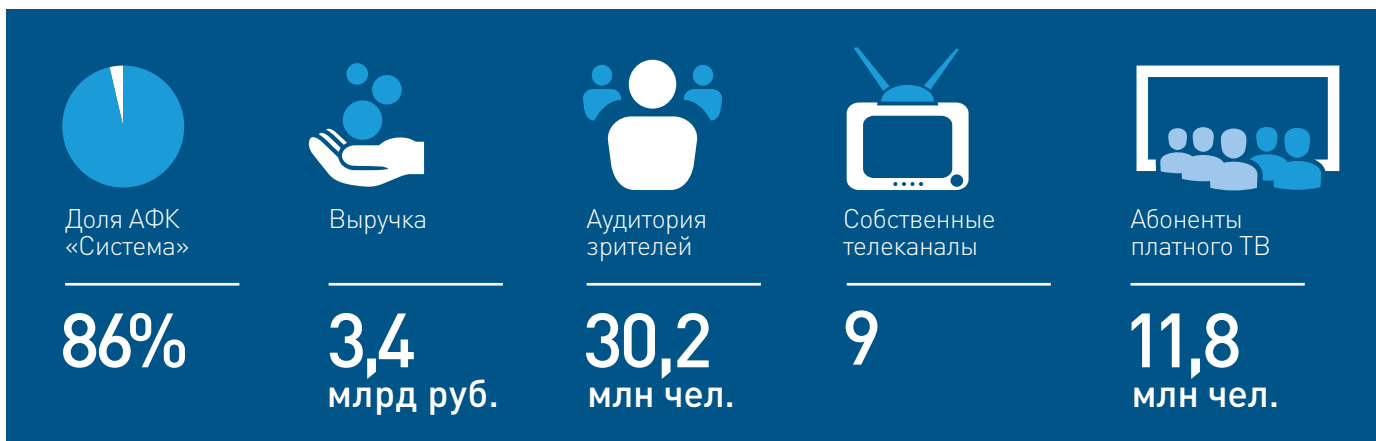 Доля АФК
«Система»
86%
Выручка
3,4
млрд руб.
Аудитория
зрителей
30,2
млн чел.
Собственные
телеканалы
9
Абоненты
платного ТВ
11,8
млн чел.